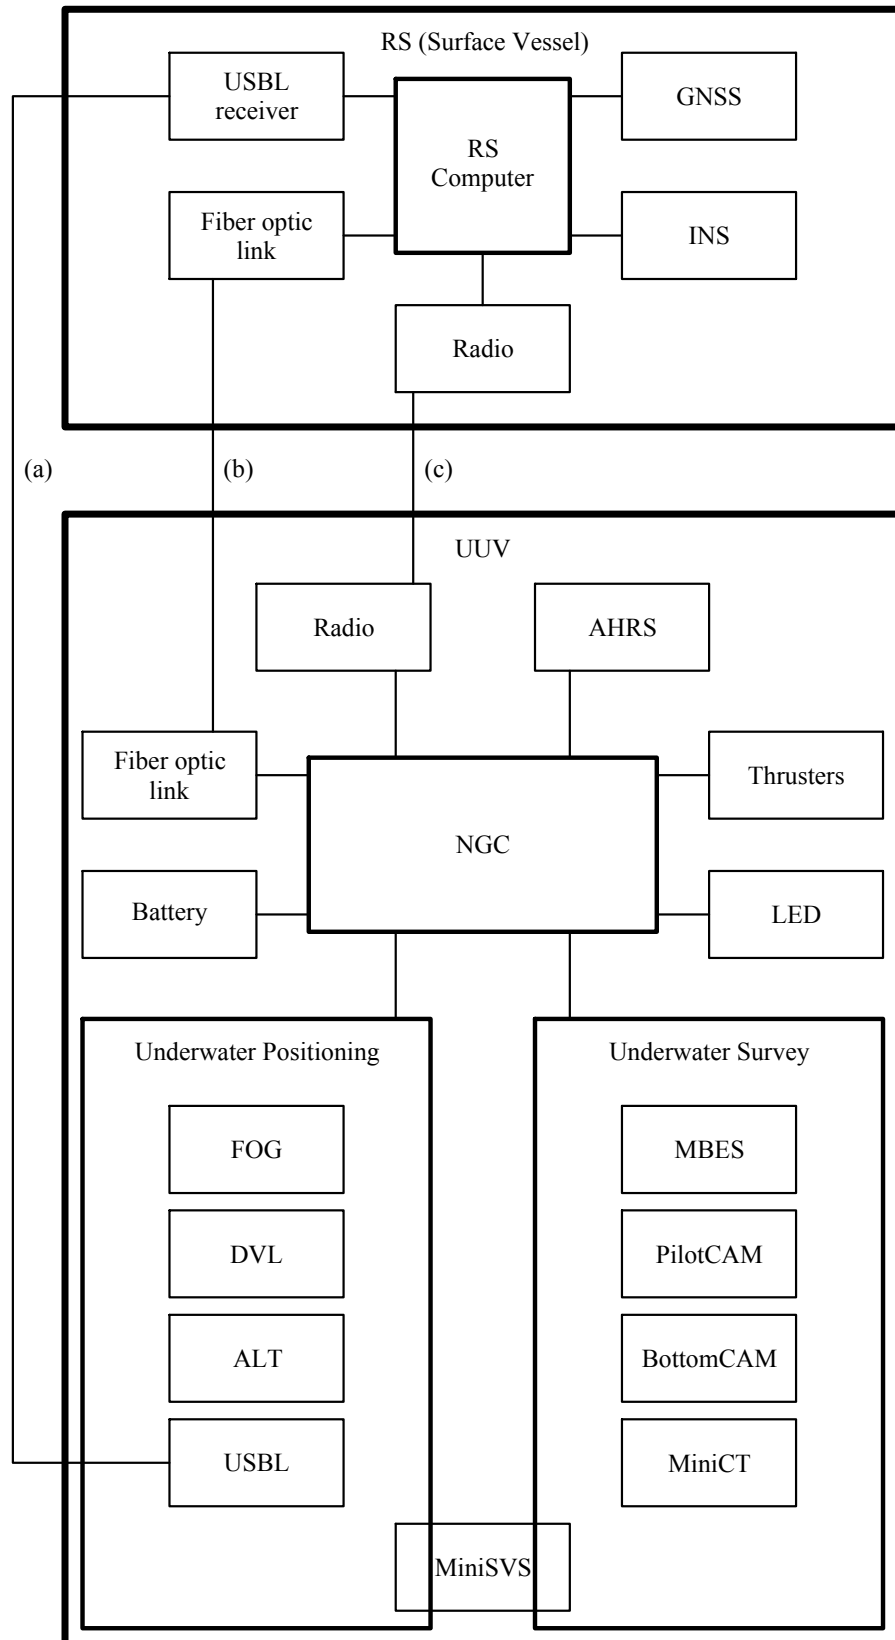 RS (Surface Vessel)
USBL
receiver
RS
Computer
GNSS
Fiber optic
link
INS
Radio
(a)
(b)
(c)
UUV
Radio
AHRS
Fiber optic
link
Thrusters
NGC
Battery
LED
Underwater Positioning
Underwater Survey
FOG
MBES
DVL
PilotCAM
ALT
BottomCAM
USBL
MiniCT
MiniSVS